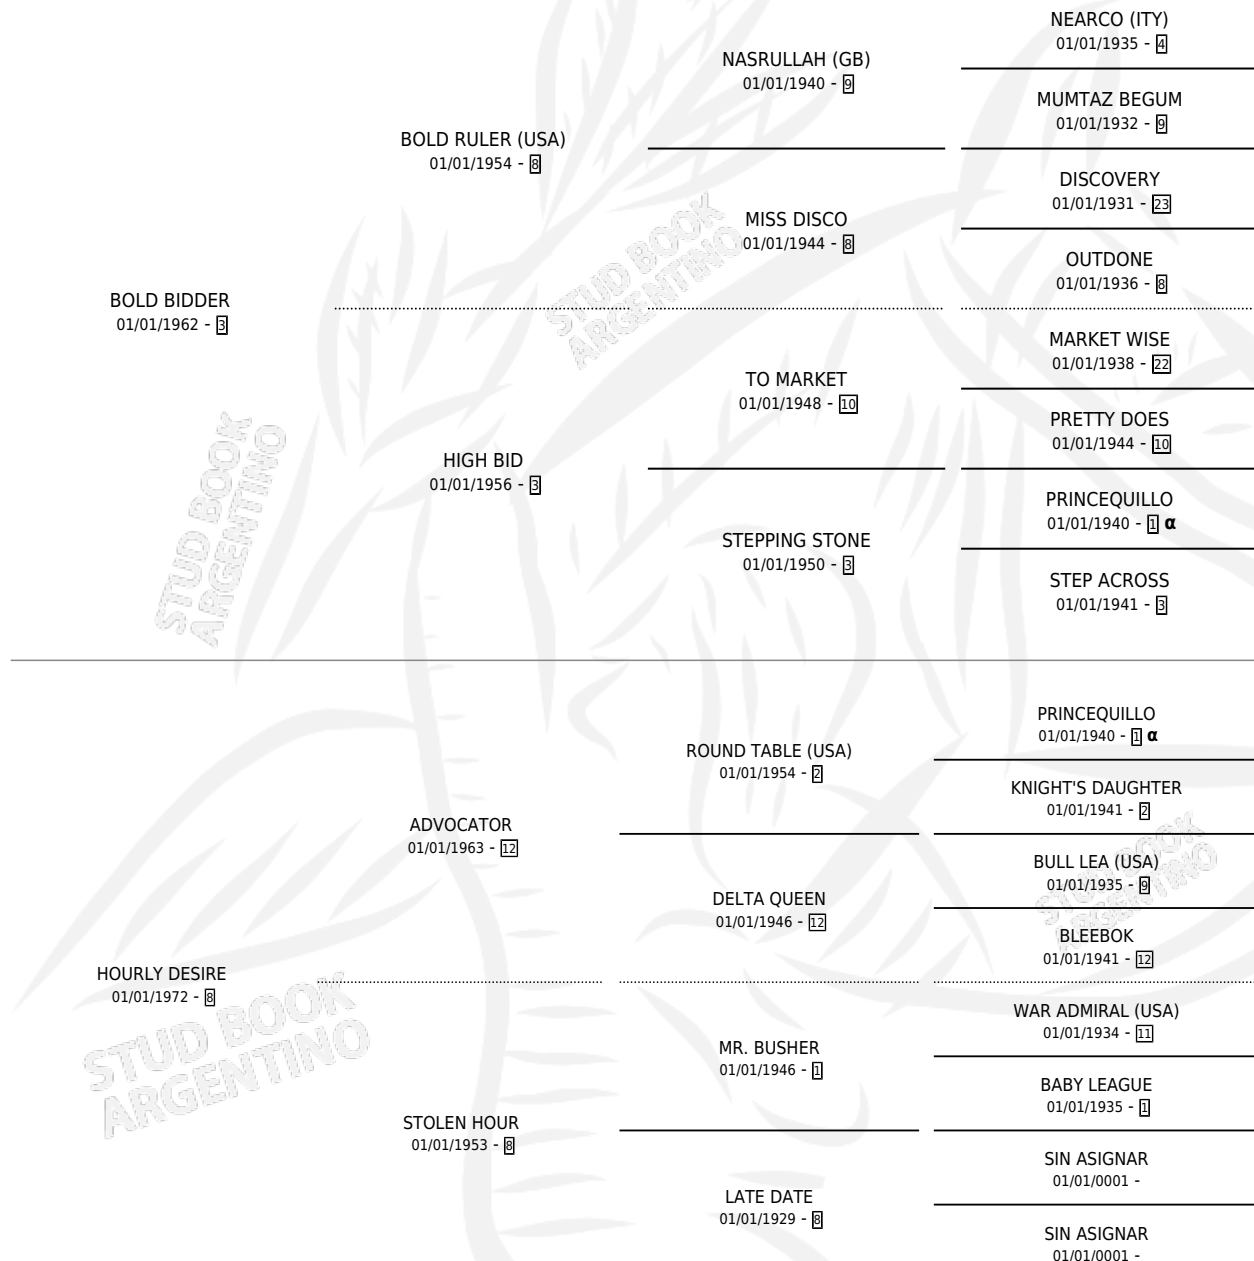 NEARCO (ITY)
01/01/1935 - 4
NASRULLAH (GB)
01/01/1940 - 9
MUMTAZ BEGUM
01/01/1932 - 9
BOLD RULER (USA)
01/01/1954 - 8
DISCOVERY
01/01/1931 - 23
MISS DISCO
01/01/1944 - 8
OUTDONE
01/01/1936 - 8
BOLD BIDDER
01/01/1962 - 3
STUD BOOK
ARGENTINO
MARKET WISE
01/01/1938 - 22
TO MARKET
01/01/1948 - 10
PRETTY DOES
01/01/1944 - 10
HIGH BID
01/01/1956 - 3
PRINCEQUILLO
01/01/1940 - 1 α
STEPPING STONE
01/01/1950 - 3
STEP ACROSS
01/01/1941 - 3
STUD BOOK
ARGENTINO
PRINCEQUILLO
01/01/1940 - 1 α
ROUND TABLE (USA)
01/01/1954 - 2
KNIGHT'S DAUGHTER
01/01/1941 - 2
ADVOCATOR
01/01/1963 - 12
BULL LEA (USA)
01/01/1935 - 9
STUD BOOK
ARGENTINO
DELTA QUEEN
01/01/1946 - 12
BLEEBOK
01/01/1941 - 12
HOURLY DESIRE
01/01/1972 - 8
STUD BOOK
ARGENTINO
WAR ADMIRAL (USA)
01/01/1934 - 11
MR. BUSHER
01/01/1946 - 1
BABY LEAGUE
01/01/1935 - 1
STOLEN HOUR
01/01/1953 - 8
SIN ASIGNAR
01/01/0001 -
LATE DATE
01/01/1929 - 8
SIN ASIGNAR
01/01/0001 -